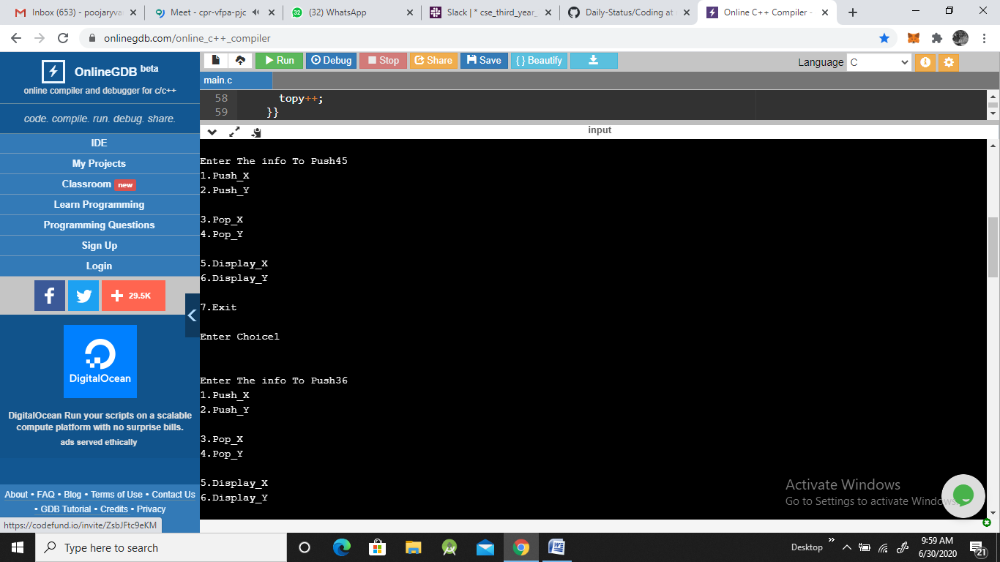 Inbox (653) - poojaryva
Meet - cpr-vfpa-pjc
(32) WhatsApp
Slack | * cse_third_year_
Daily-Status/Coding at
Online C++ Compiler -
onlinegdb.com/online_c++_compiler
OnlineGDB beta
online compiler and debugger for c/c++
code. compile. run. debug. share.
IDE
My Projects
Classroom new
Learn Programming
Programming Questions
Sign Up
Login
29.5K
DigitalOcean
DigitalOcean Run your scripts on a scalable
compute platform with no surprise bills.
ads served ethically
About • FAQ • Blog • Terms of Use • Contact Us
• GDB Tutorial • Credits • Privacy
https://codefund.io/invite/ZsbJFtc9eKM
Run Debug Stop Share Save { } Beautify
Language C
main.c
58 topy++;
59 }}
input
Enter The info To Push45
1.Push_X
2.Push_Y
3.Pop_X
4.Pop_Y
5.Display_X
6.Display_Y
7.Exit
Enter Choice1
Enter The info To Push36
1.Push_X
2.Push_Y
3.Pop_X
4.Pop_Y
5.Display_X
6.Display_Y
Activate Windows
Go to Settings to activate Windows.
Type here to search
Desktop
9:59 AM
6/30/2020
21